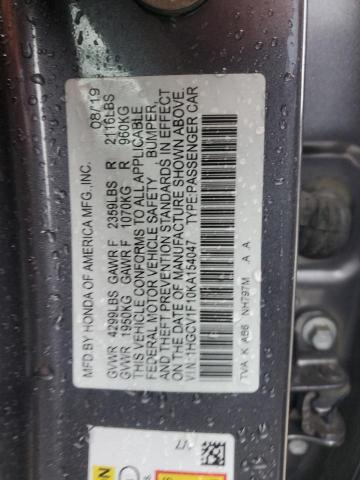 MFD. BY HONDA OF AMERICA MFG.,INC. 08/19
GVWR 4299LBS GAWR F 2359LBS R 2116LBS
GVWR 1950KG GAWR F 1070KG R 960KG
THIS VEHICLE CONFORMS TO ALL APPLICABLE
FEDERAL MOTOR VEHICLE SAFETY, BUMPER,
AND THEFT PREVENTION STANDARDS IN EFFECT
ON THE DATE OF MANUFACTURE SHOWN ABOVE.
VIN:1HGCV1F10KA154047 TYPE:PASSENGER CAR
TVA K AB6 NH797M A A